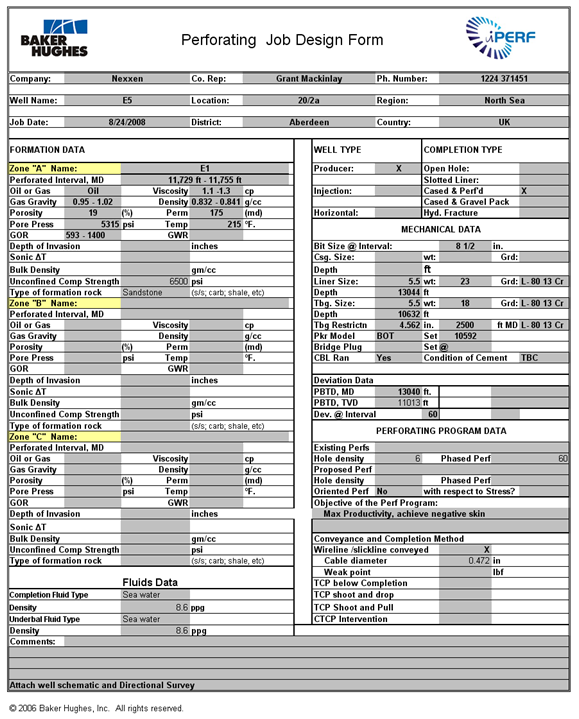 BAKER HUGHES
Perforating Job Design Form
iPERF
Company: Nexxen Co. Rep: Grant Mackinlay Ph. Number: 1224 371451
Well Name: E5 Location: 20/2a Region: North Sea
Job Date: 8/24/2008 District: Aberdeen Country: UK
FORMATION DATA
Zone "A" Name: E1
Perforated Interval, MD 11,729 ft - 11,755 ft
Oil or Gas Oil Viscosity 1.1 -1.3 cp
Gas Gravity 0.95 - 1.02 Density 0.832 - 0.841 g/cc
Porosity 19 (%) Perm 175 (md)
Pore Press 5315 psi Temp 215 °F.
GOR 593 - 1400 GWR
Depth of Invasion inches
Sonic ΔT
Bulk Density gm/cc
Unconfined Comp Strength 6500 psi
Type of formation rock Sandstone (s/s; carb; shale, etc)
Zone "B" Name:
Perforated Interval, MD
Oil or Gas Viscosity cp
Gas Gravity Density g/cc
Porosity (%) Perm (md)
Pore Press psi Temp °F.
GOR GWR
Depth of Invasion inches
Sonic ΔT
Bulk Density gm/cc
Unconfined Comp Strength psi
Type of formation rock (s/s; carb; shale, etc)
Zone "C" Name:
Perforated Interval, MD
Oil or Gas Viscosity cp
Gas Gravity Density g/cc
Porosity (%) Perm (md)
Pore Press psi Temp °F.
GOR GWR
Depth of Invasion inches
Sonic ΔT
Bulk Density gm/cc
Unconfined Comp Strength psi
Type of formation rock (s/s; carb; shale, etc)
Fluids Data
Completion Fluid Type Sea water
Density 8.6 ppg
Underbal Fluid Type Sea water
Density 8.6 ppg
WELL TYPE COMPLETION TYPE
Producer: X Open Hole:
Slotted Liner:
Injection: Cased & Perf'd X
Cased & Gravel Pack
Horizontal: Hyd. Fracture
MECHANICAL DATA
Bit Size @ Interval: 8 1/2 in.
Csg. Size: wt: Grd:
Depth ft
Liner Size: 5.5 wt: 23 Grd: L- 80 13 Cr
Depth 13044 ft
Tbg. Size: 5.5 wt: 18 Grd: L- 80 13 Cr
Depth 10632 ft
Tbg Restrictn 4.562 in. 2500 ft MD L- 80 13 Cr
Pkr Model BOT Set 10592
Bridge Plug Set @
CBL Ran Yes Condition of Cement TBC
Deviation Data
PBTD, MD 13040 ft.
PBTD, TVD 11013 ft
Dev. @ Interval 60
PERFORATING PROGRAM DATA
Existing Perfs
Hole density 6 Phased Perf 60
Proposed Perf
Hole density Phased Perf
Oriented Perf No with respect to Stress?
Objective of the Perf Program:
Max Productivity, achieve negative skin
Conveyance and Completion Method
Wireline /slickline conveyed X
Cable diameter 0.472 in
Weak point lbf
TCP below Completion
TCP shoot and drop
TCP Shoot and Pull
CTCP Intervention
Comments:
Attach well schematic and Directional Survey
© 2006 Baker Hughes, Inc. All rights reserved.